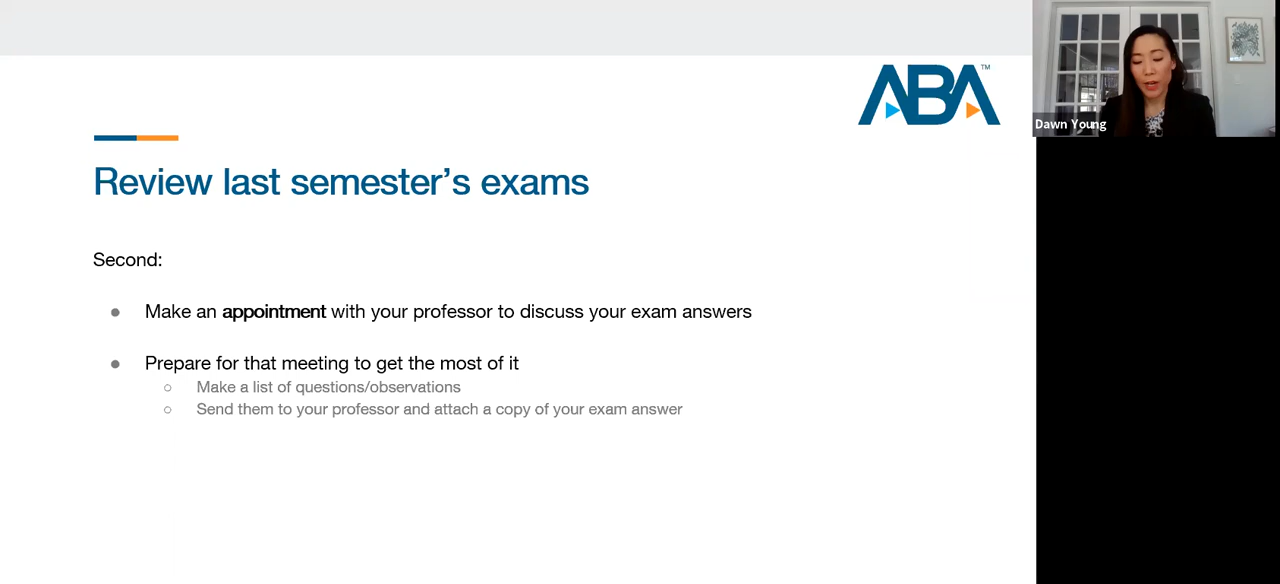 ABA™
Dawn Young
Review last semester's exams
Second:
● Make an appointment with your professor to discuss your exam answers
● Prepare for that meeting to get the most of it
○ Make a list of questions/observations
○ Send them to your professor and attach a copy of your exam answer